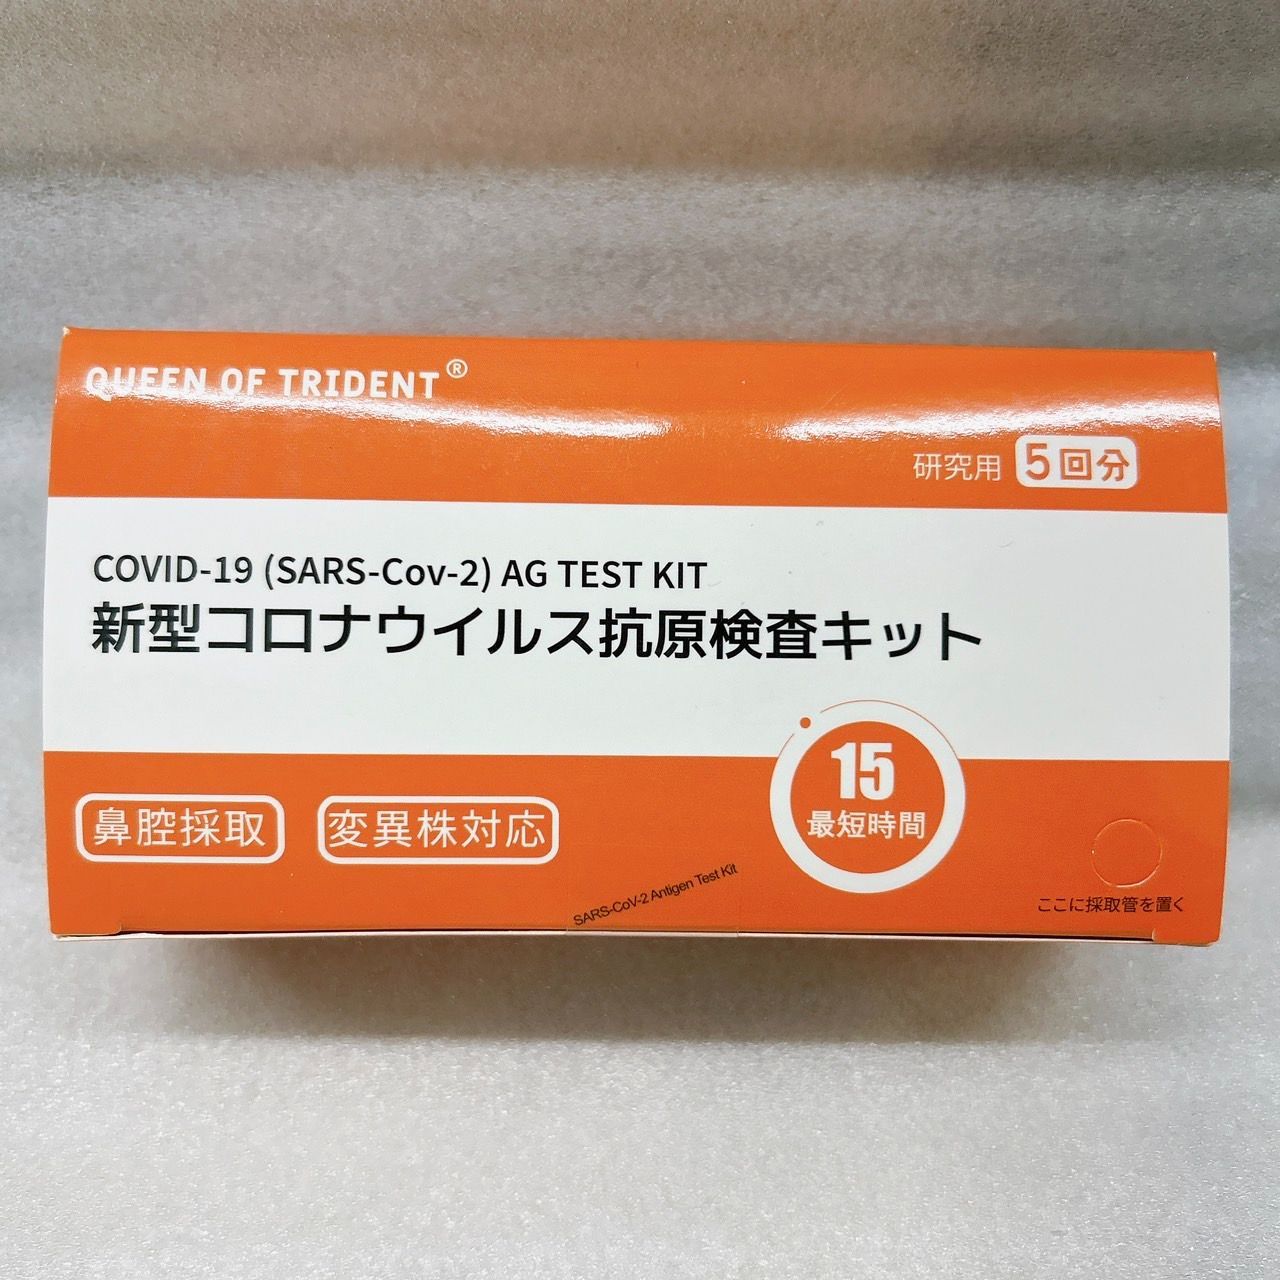 QUEEN OF TRIDENT®
研究用 5回分
COVID-19 (SARS-Cov-2) AG TEST KIT
新型コロナウイルス抗原検査キット
15
最短時間
鼻腔採取 変異株対応
SARS-CoV-2 Antigen Test Kit
ここに採取管を置く